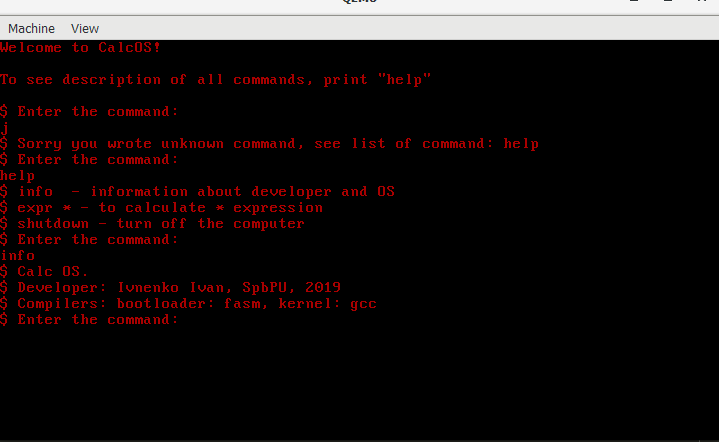 Machine View
Welcome to CalcOS!
To see description of all commands, print "help"
$ Enter the command:
j
$ Sorry you wrote unknown command, see list of command: help
$ Enter the command:
help
$ info  - information about developer and OS
$ expr * - to calculate * expression
$ shutdown - turn off the computer
$ Enter the command:
info
$ Calc OS.
$ Developer: Ivnenko Ivan, SpbPU, 2019
$ Compilers: bootloader: fasm, kernel: gcc
$ Enter the command: